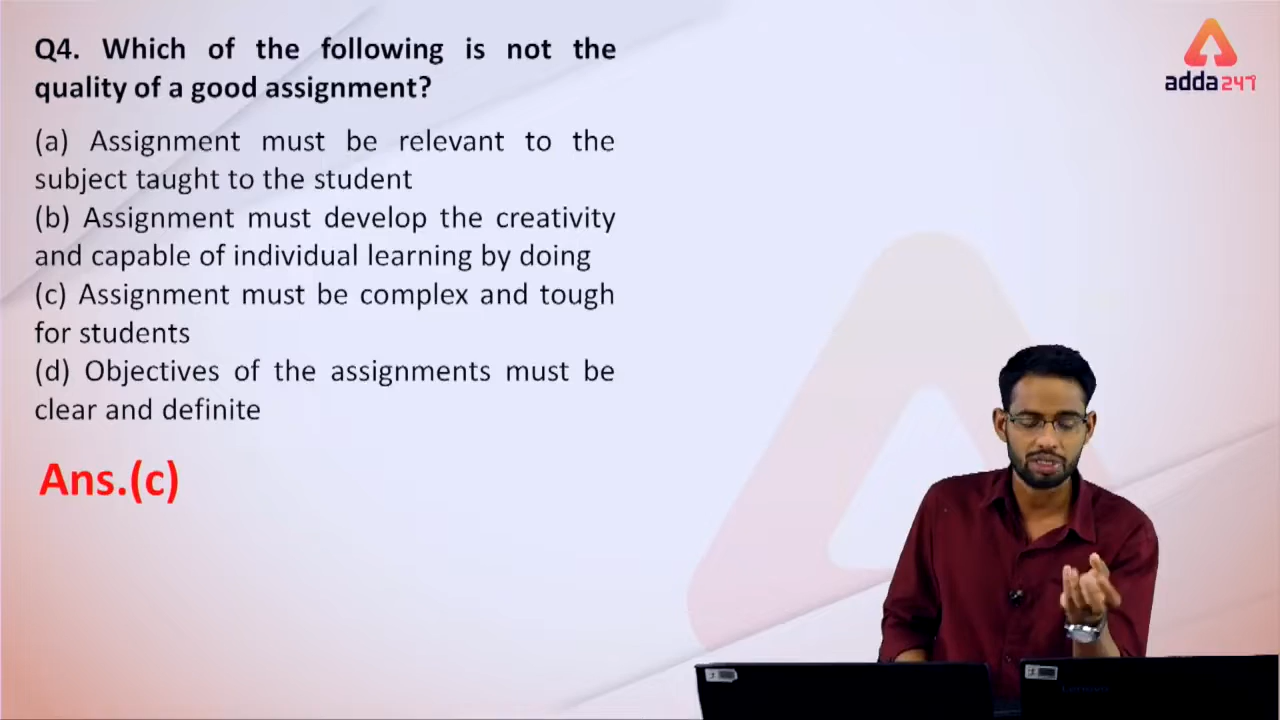 Q4. Which of the following is not the
quality of a good assignment?
(a) Assignment must be relevant to the
subject taught to the student
(b) Assignment must develop the creativity
and capable of individual learning by doing
(c) Assignment must be complex and tough
for students
(d) Objectives of the assignments must be
clear and definite
Ans.(c)
adda247
Lenovo